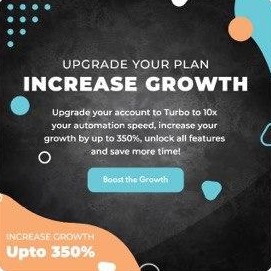 UPGRADE YOUR PLAN
INCREASE GROWTH
Upgrade your account to Turbo to 10x
your automation speed, increase your
growth by up to 350%, unlock all features
and save more time!
Boost the Growth
INCREASE GROWTH
Upto 350%